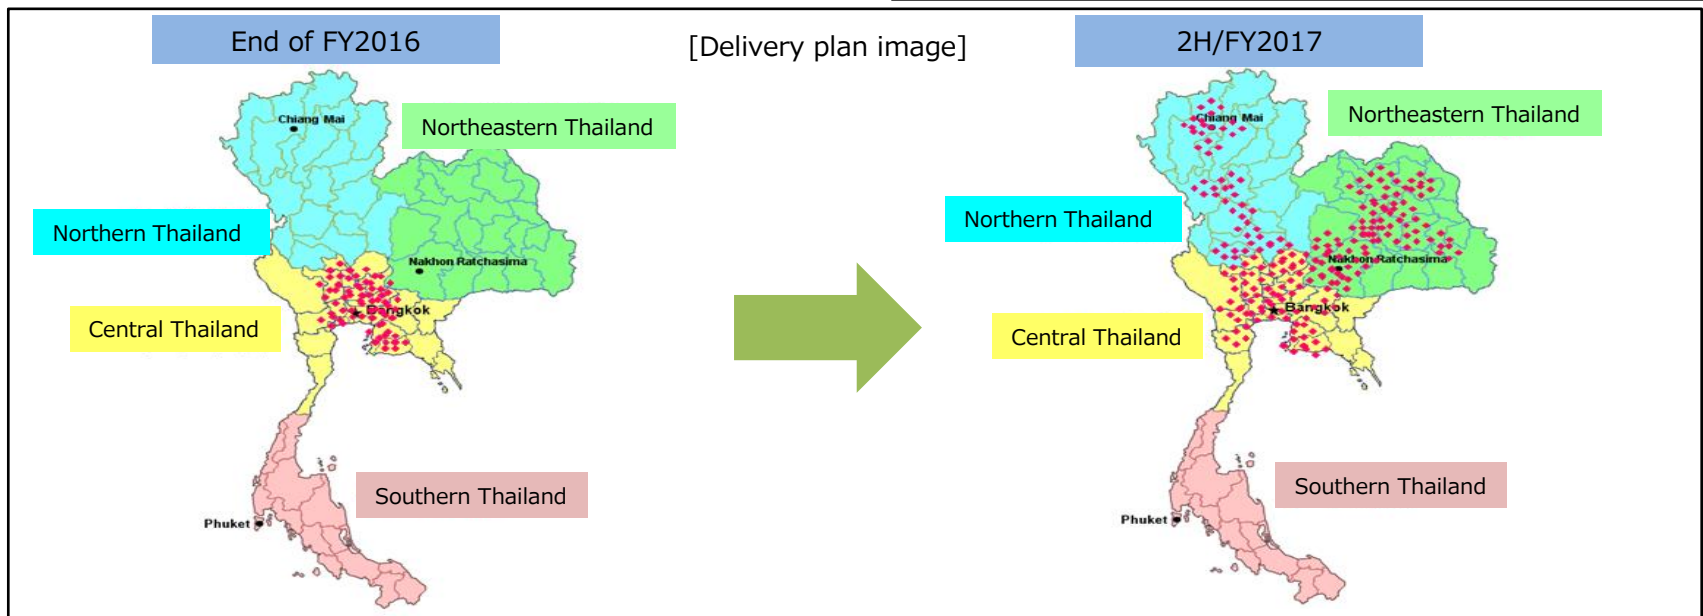 End of FY2016
[Delivery plan image]
2H/FY2017
Chiang Mai
Northeastern Thailand
Northern Thailand
Nakhon Ratchasima
Bangkok
Central Thailand
Southern Thailand
Phuket
Chiang Mai
Northeastern Thailand
Northern Thailand
Nakhon Ratchasima
Bangkok
Central Thailand
Southern Thailand
Phuket